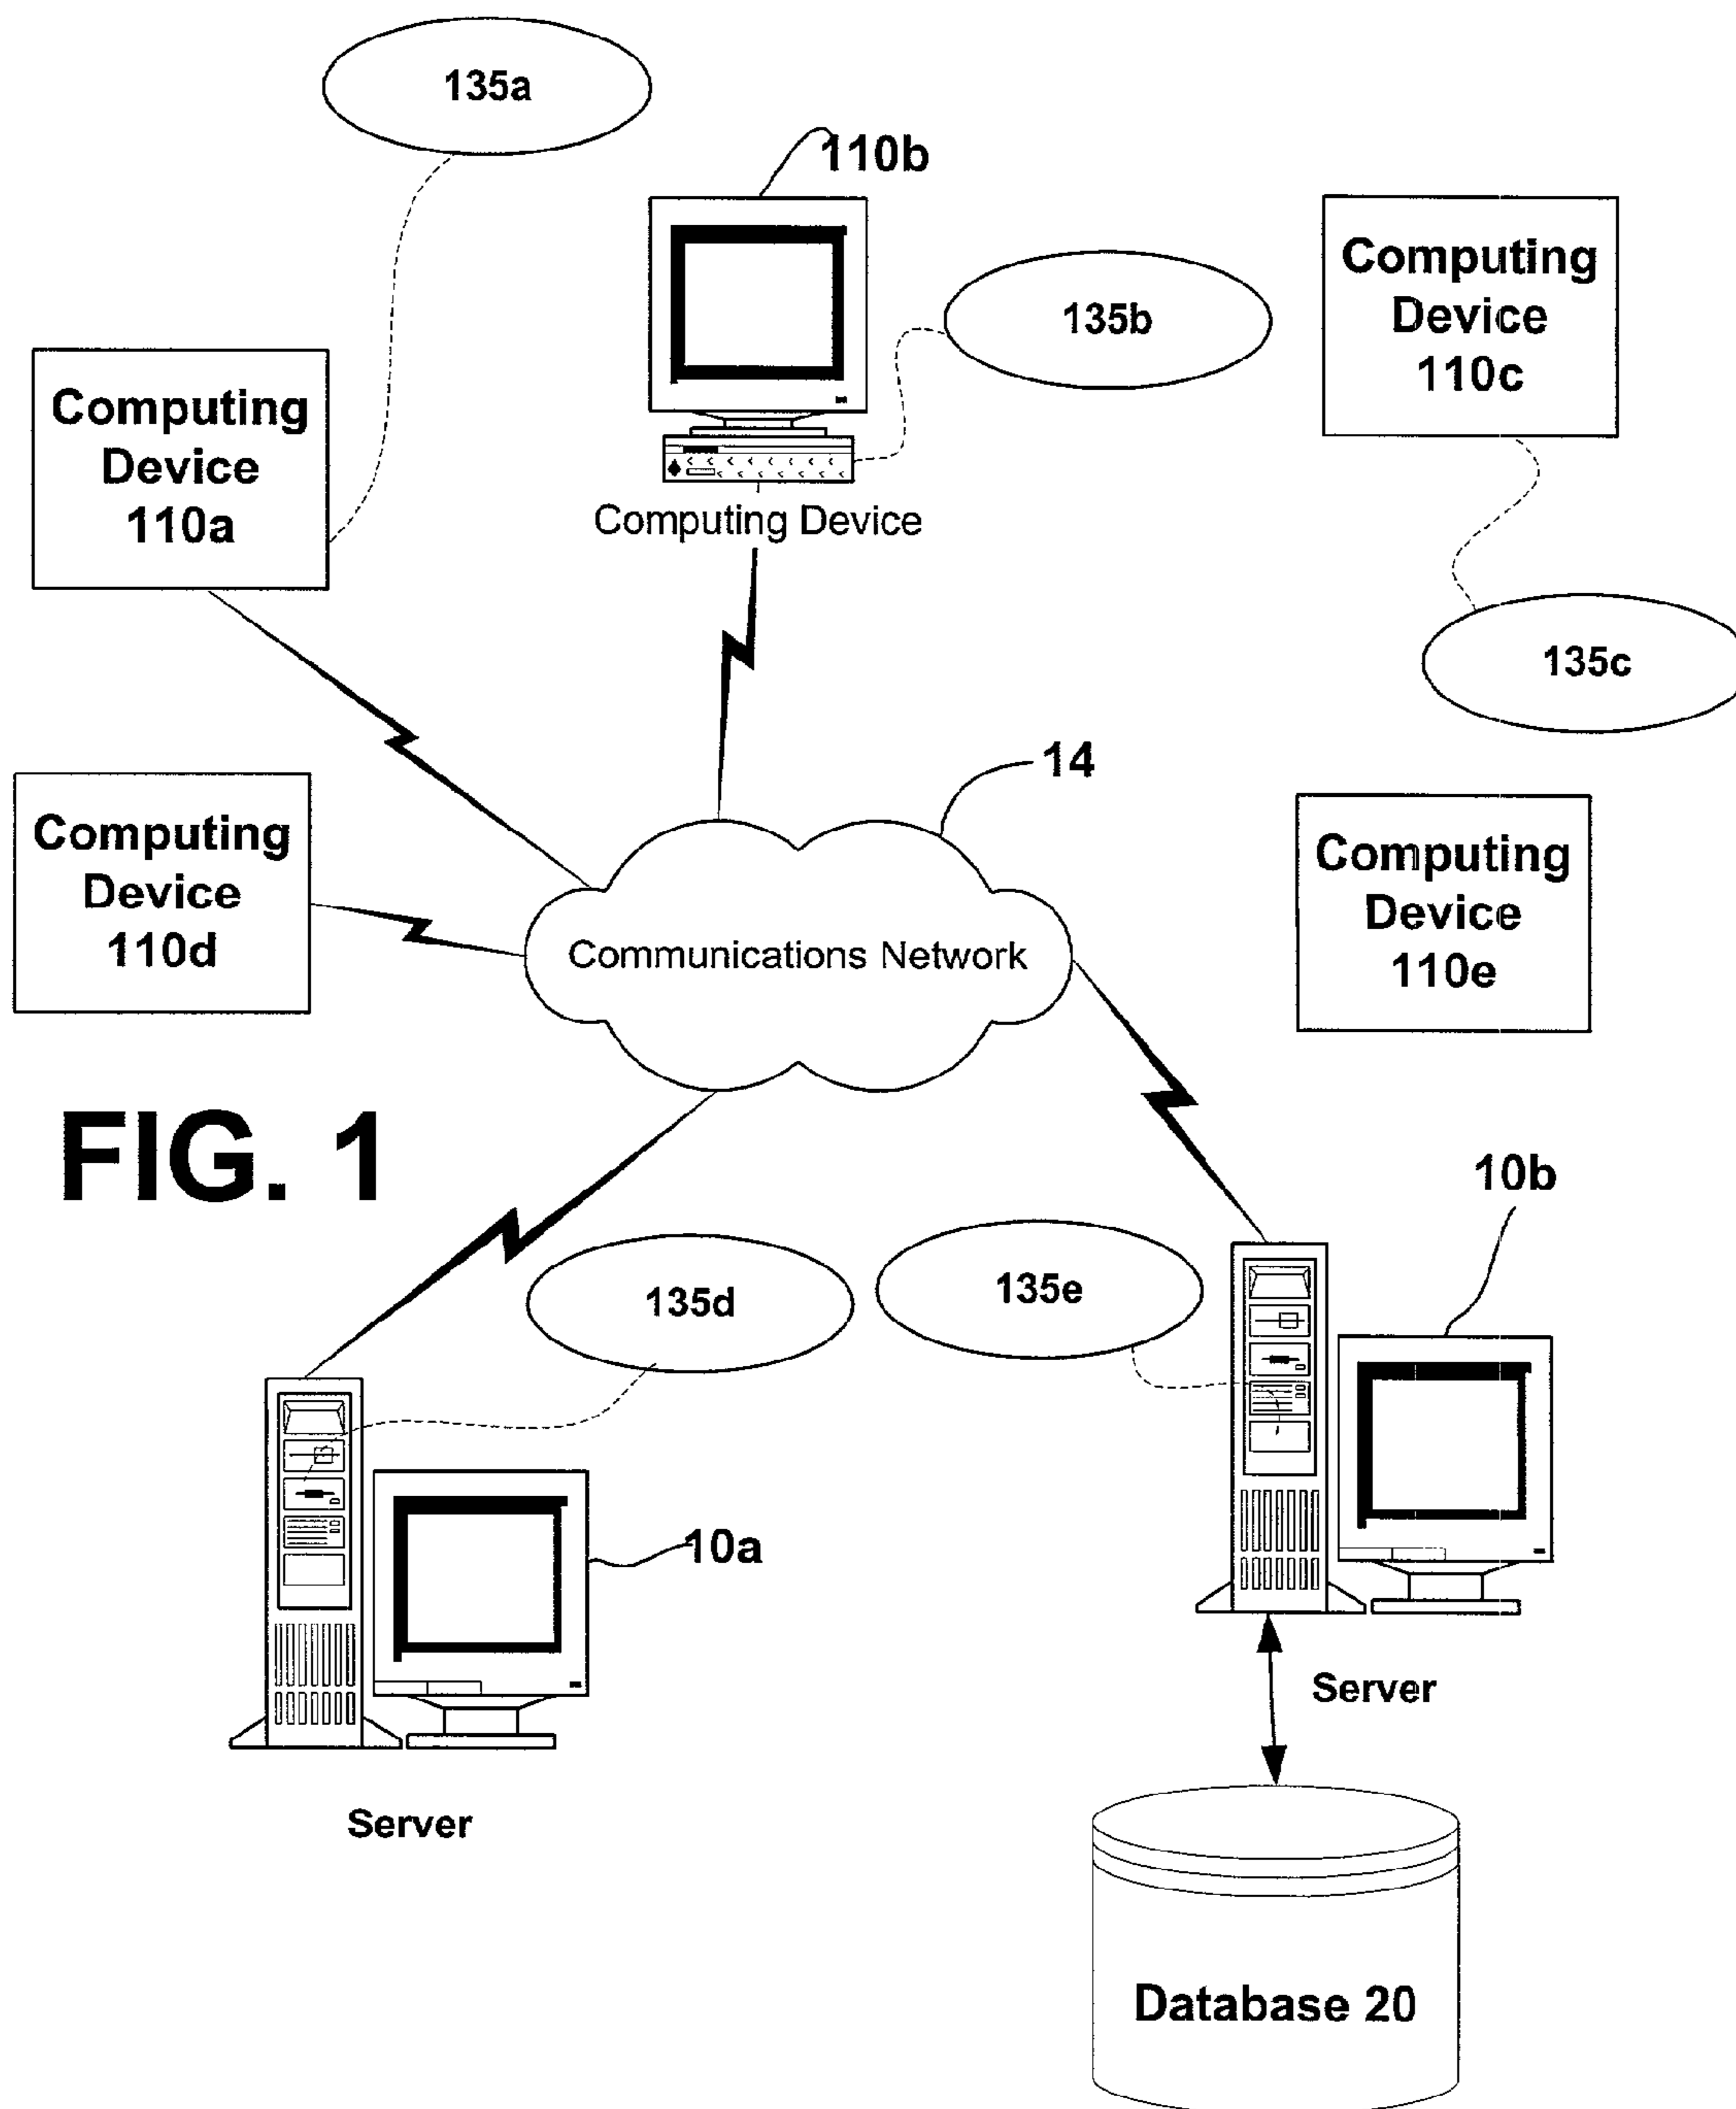 135a
110b
135b
Computing
Device
110c
Computing
Device
110a
Computing Device
135c
14
Computing
Device
110d
Communications Network
Computing
Device
110e
FIG. 1
10b
135d
135e
10a
Server
Server
Database 20